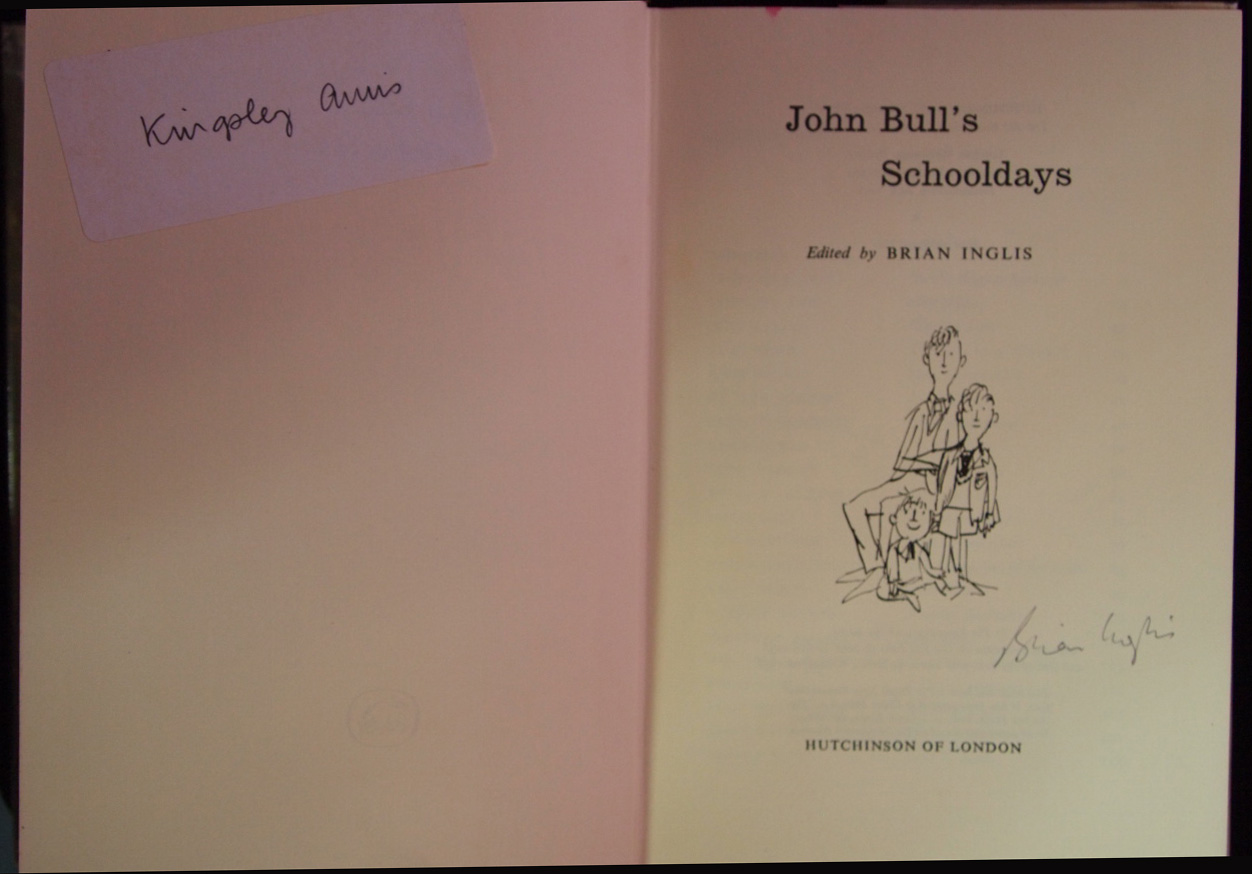 Kingsley Amis
John Bull's
Schooldays
Edited by BRIAN INGLIS
Brian Inglis
HUTCHINSON OF LONDON